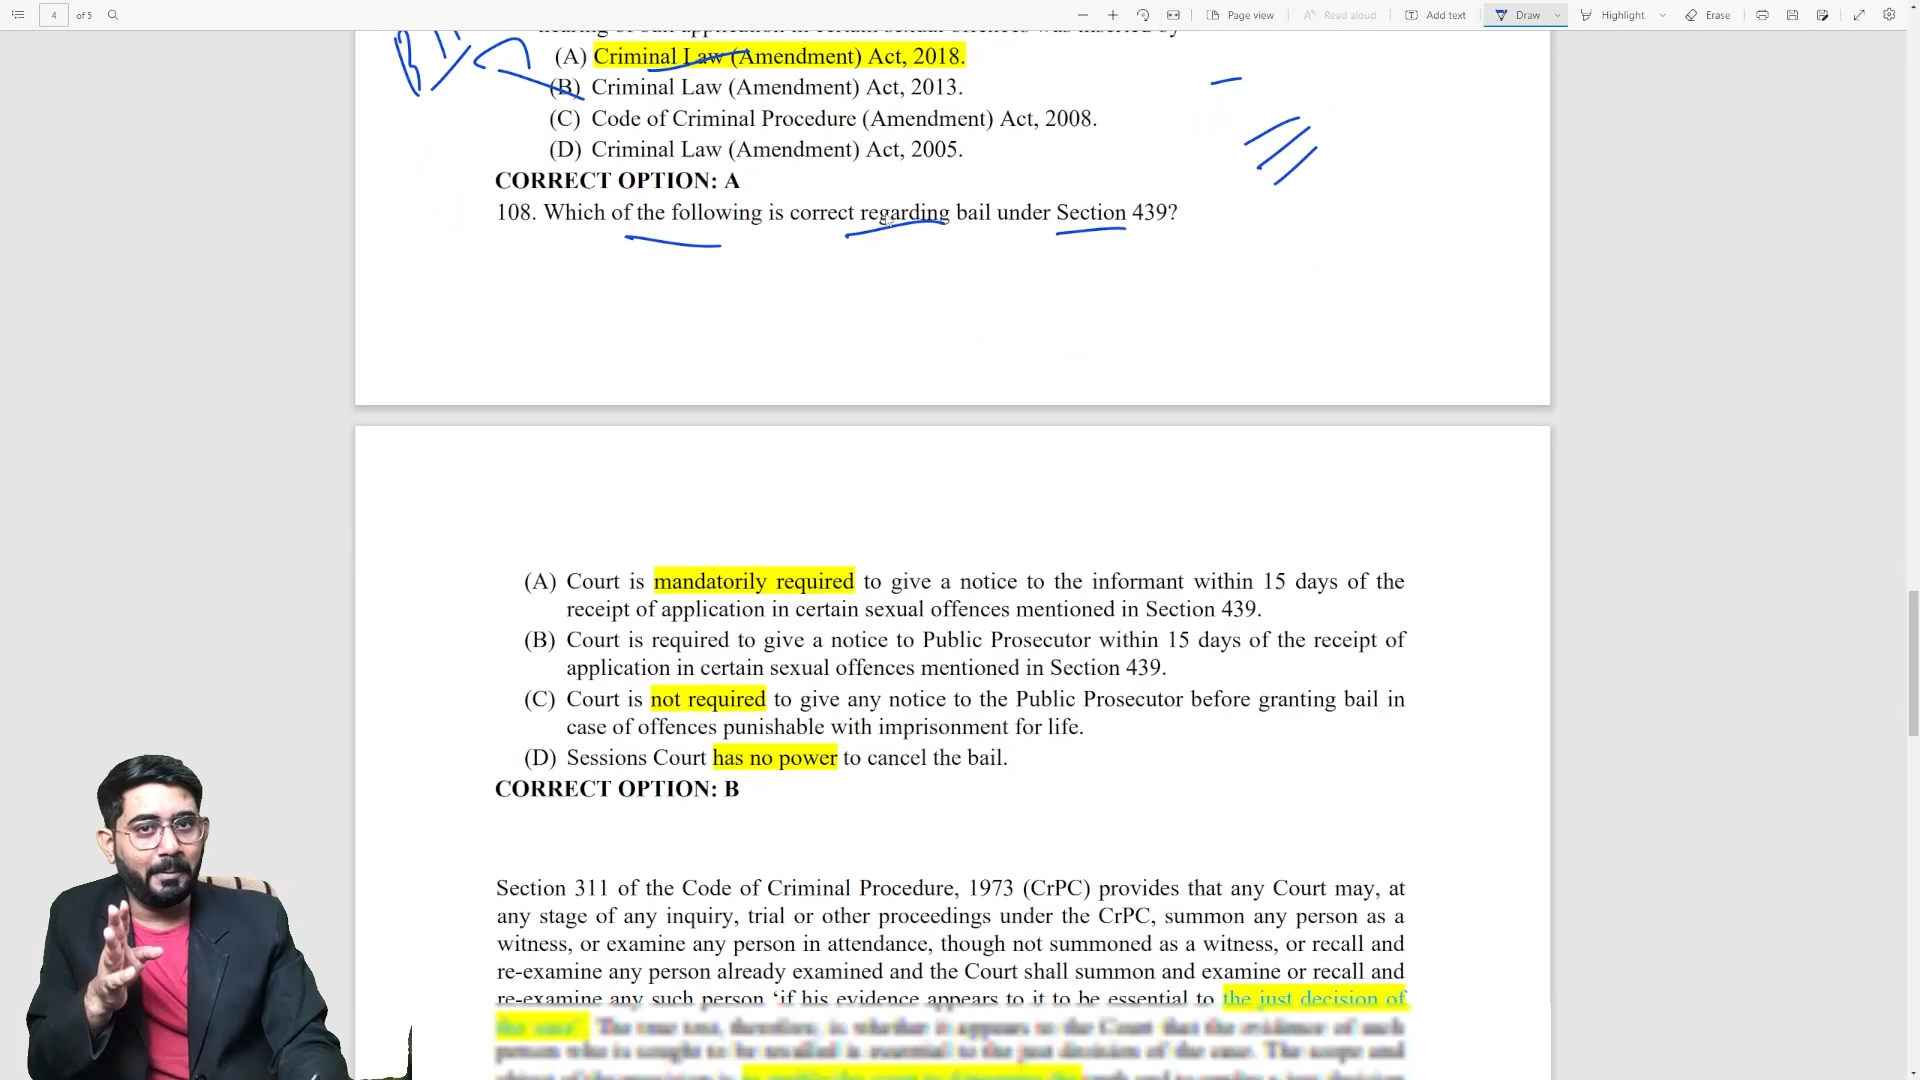 4 of 5 Page view Read aloud Add text Draw Highlight Erase
(A) Criminal Law (Amendment) Act, 2018.
(B) Criminal Law (Amendment) Act, 2013.
(C) Code of Criminal Procedure (Amendment) Act, 2008.
(D) Criminal Law (Amendment) Act, 2005.
CORRECT OPTION: A
108. Which of the following is correct regarding bail under Section 439?
(A) Court is mandatorily required to give a notice to the informant within 15 days of the
receipt of application in certain sexual offences mentioned in Section 439.
(B) Court is required to give a notice to Public Prosecutor within 15 days of the receipt of
application in certain sexual offences mentioned in Section 439.
(C) Court is not required to give any notice to the Public Prosecutor before granting bail in
case of offences punishable with imprisonment for life.
(D) Sessions Court has no power to cancel the bail.
CORRECT OPTION: B
Section 311 of the Code of Criminal Procedure, 1973 (CrPC) provides that any Court may, at
any stage of any inquiry, trial or other proceedings under the CrPC, summon any person as a
witness, or examine any person in attendance, though not summoned as a witness, or recall and
re-examine any person already examined and the Court shall summon and examine or recall and
re-examine any such person ‘if his evidence appears to it to be essential to the just decision of